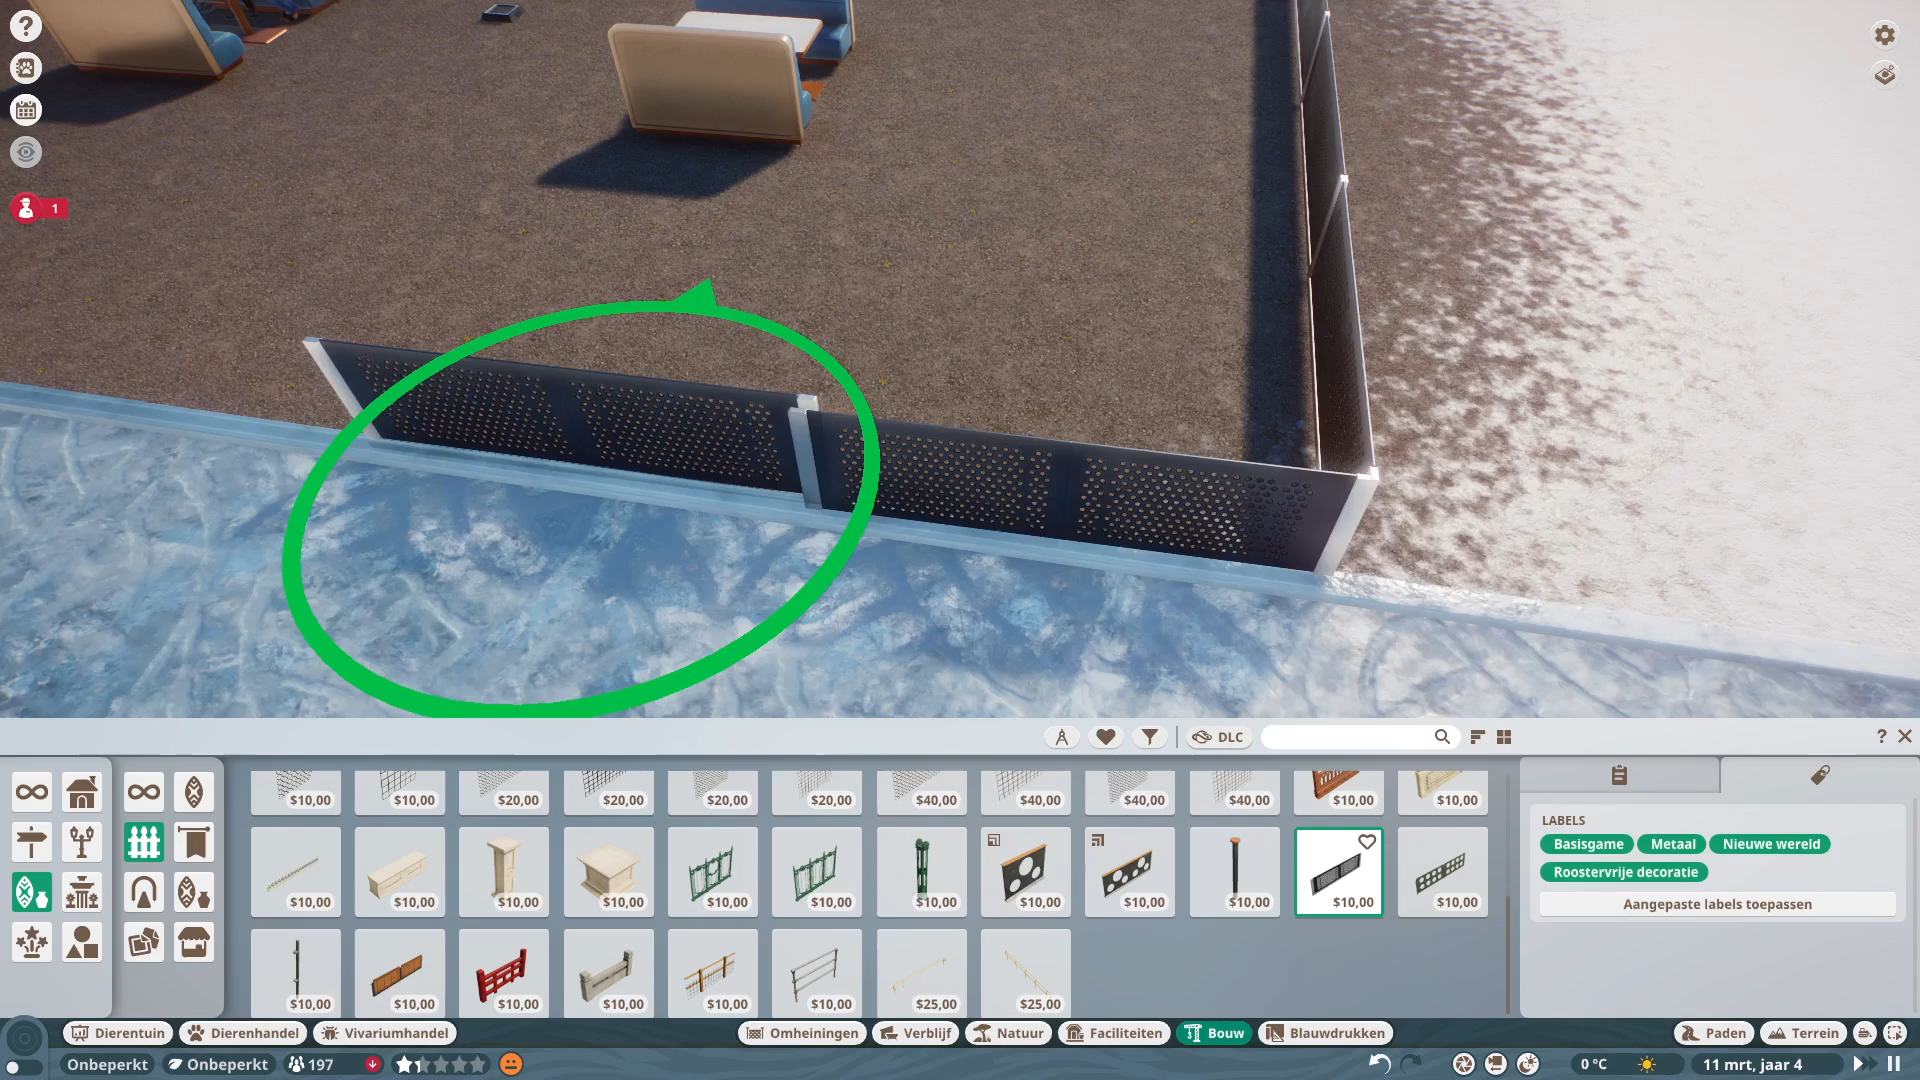 ?
1
DLC
?
$10,00 $10,00 $20,00 $20,00 $20,00 $20,00 $40,00 $40,00 $40,00 $40,00 $10,00 $10,00
$10,00 $10,00 $10,00 $10,00 $10,00 $10,00 $10,00 $10,00 $10,00 $10,00 $10,00 $10,00
$10,00 $10,00 $10,00 $10,00 $10,00 $10,00 $25,00 $25,00
LABELS
Basisgame Metaal Nieuwe wereld
Roostervrije decoratie
Aangepaste labels toepassen
Dierentuin Dierenhandel Vivariumhandel Omheiningen Verblijf Natuur Faciliteiten Bouw Blauwdrukken Paden Terrein
Onbeperkt Onbeperkt 197 0 °C 11 mrt, jaar 4